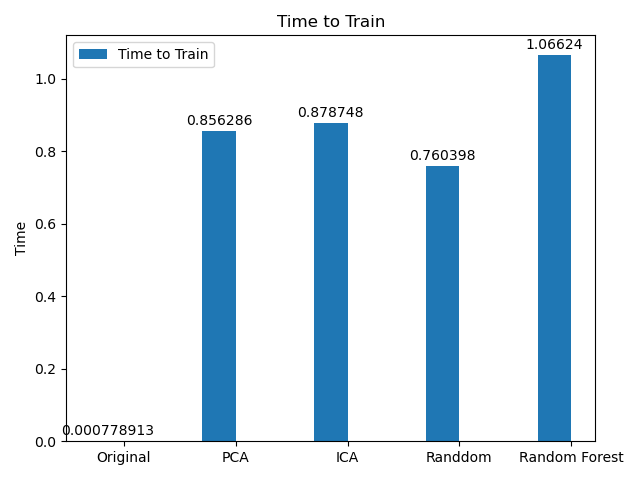 Time to Train
Time to Train
1.06624
0.878748
0.856286
0.760398
0.000778913
1.0
0.8
0.6
0.4
0.2
0.0
Time
Original PCA ICA Randdom Random Forest